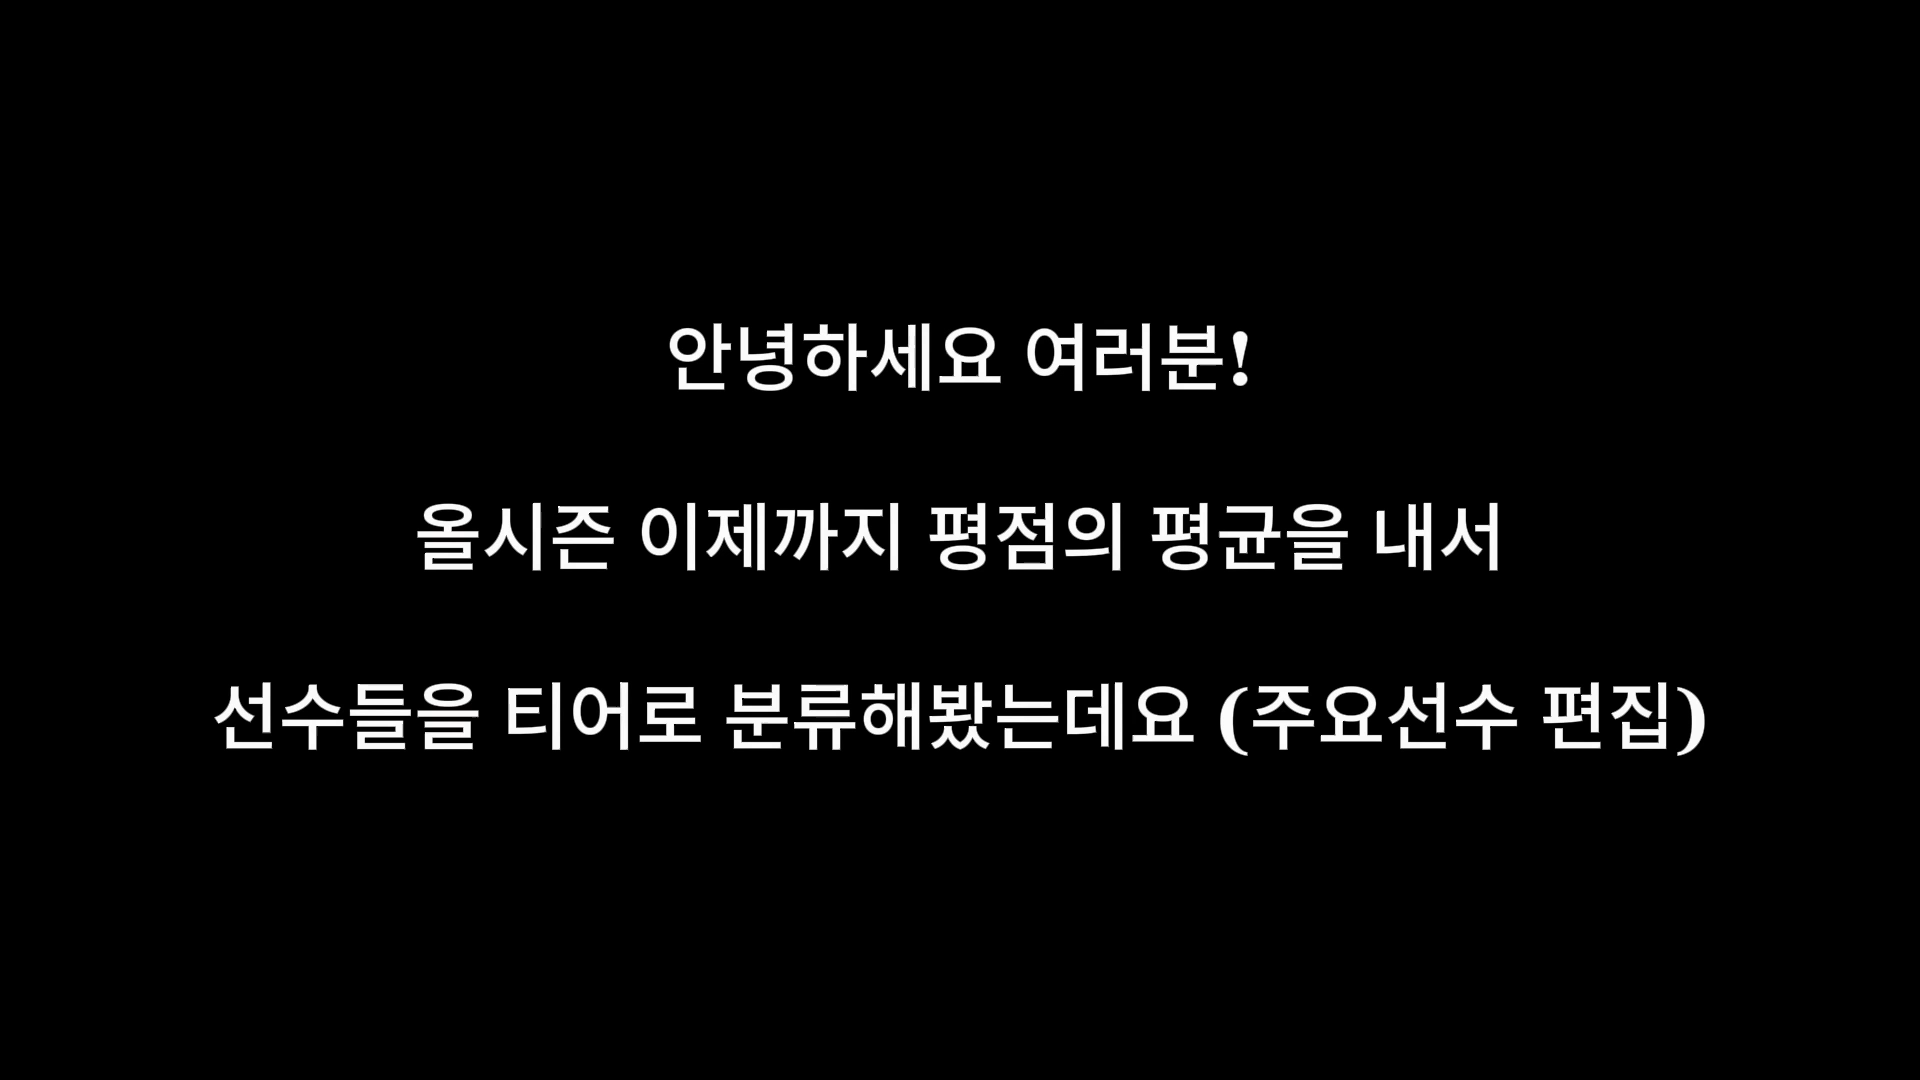 안녕하세요 여러분!
올시즌 이제까지 평점의 평균을 내서
선수들을 티어로 분류해봤는데요 (주요선수 편집)